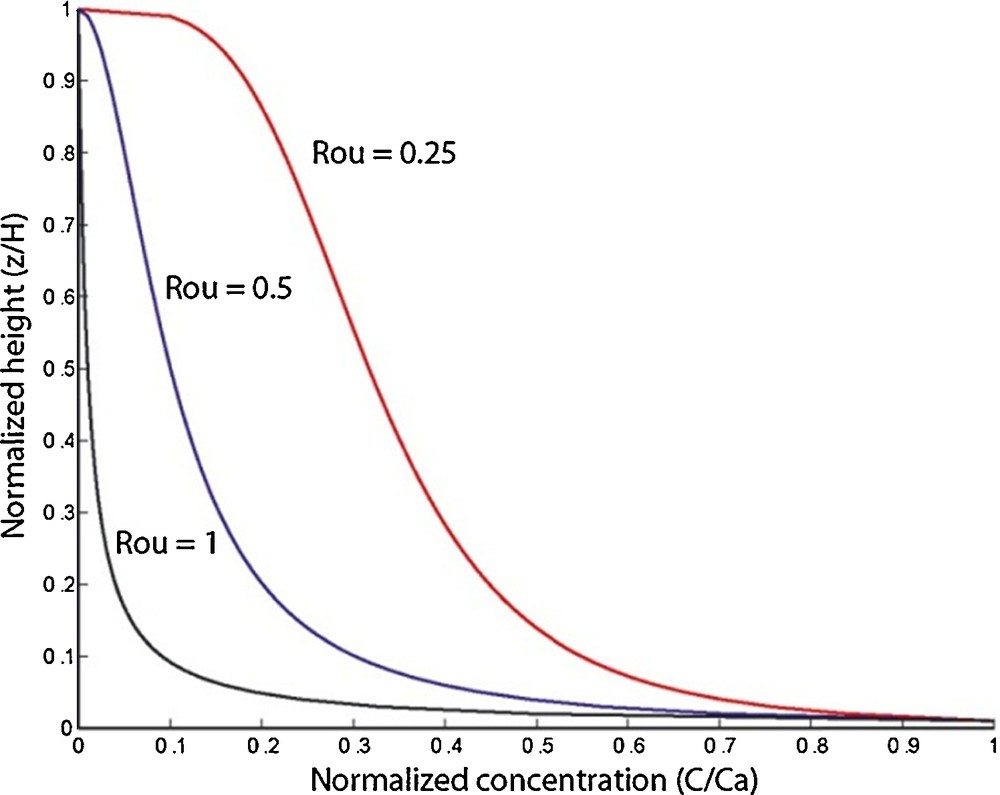 1
0.9
0.8
Rou = 0.25
0.7
Rou = 0.5
0.6
0.5
0.4
0.3
Rou = 1
0.2
0.1
0
0 0.1 0.2 0.3 0.4 0.5 0.6 0.7 0.8 0.9 1
Normalized height (z/H)
Normalized concentration (C/Ca)